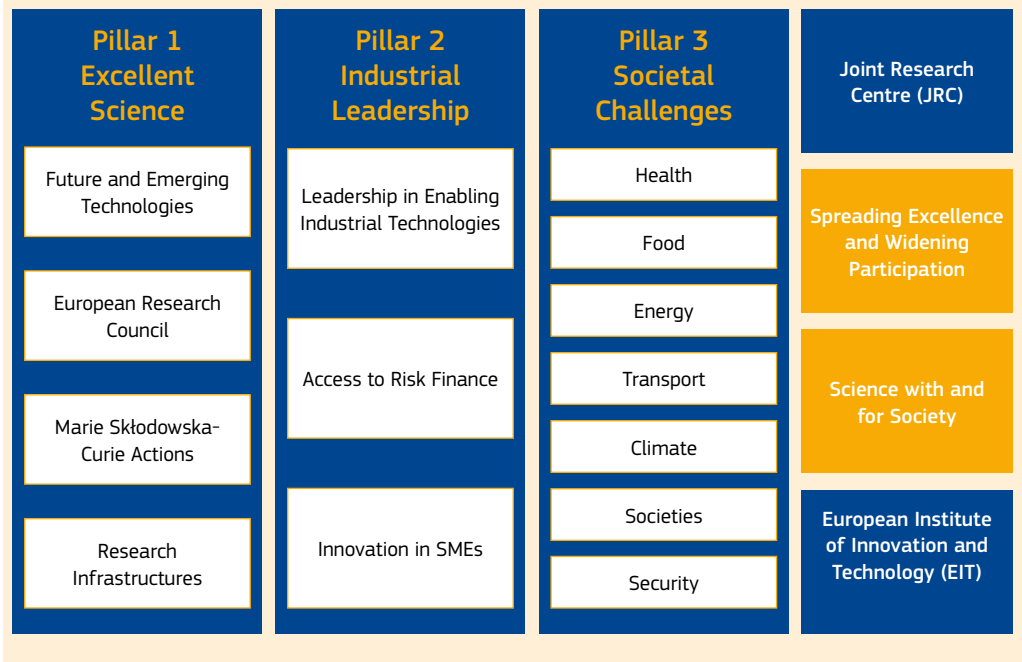 Pillar 1
Excellent
Science
Future and Emerging
Technologies
European Research
Council
Marie Skłodowska-
Curie Actions
Research
Infrastructures
Pillar 2
Industrial
Leadership
Leadership in Enabling
Industrial Technologies
Access to Risk Finance
Innovation in SMEs
Pillar 3
Societal
Challenges
Health
Food
Energy
Transport
Climate
Societies
Security
Joint Research
Centre (JRC)
Spreading Excellence
and Widening
Participation
Science with and
for Society
European Institute
of Innovation and
Technology (EIT)